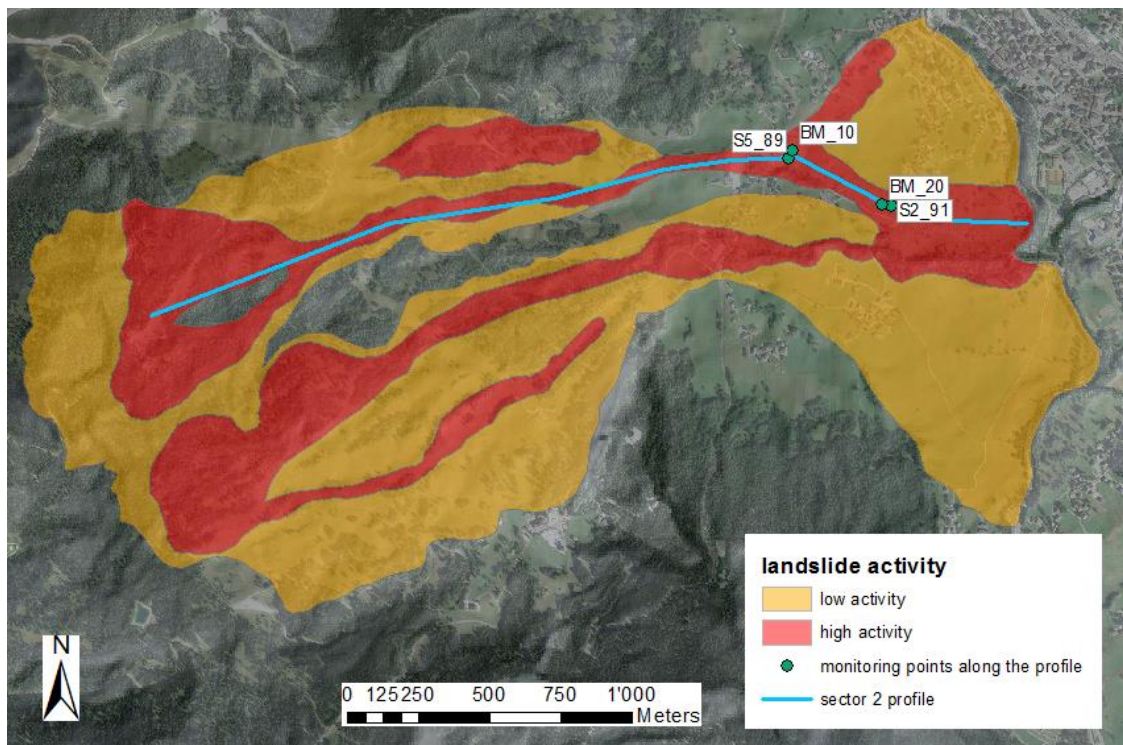 BM_10
S5_89
BM_20
S2_91
landslide activity
low activity
high activity
monitoring points along the profile
sector 2 profile
N
0 125 250 500 750 1'000
Meters